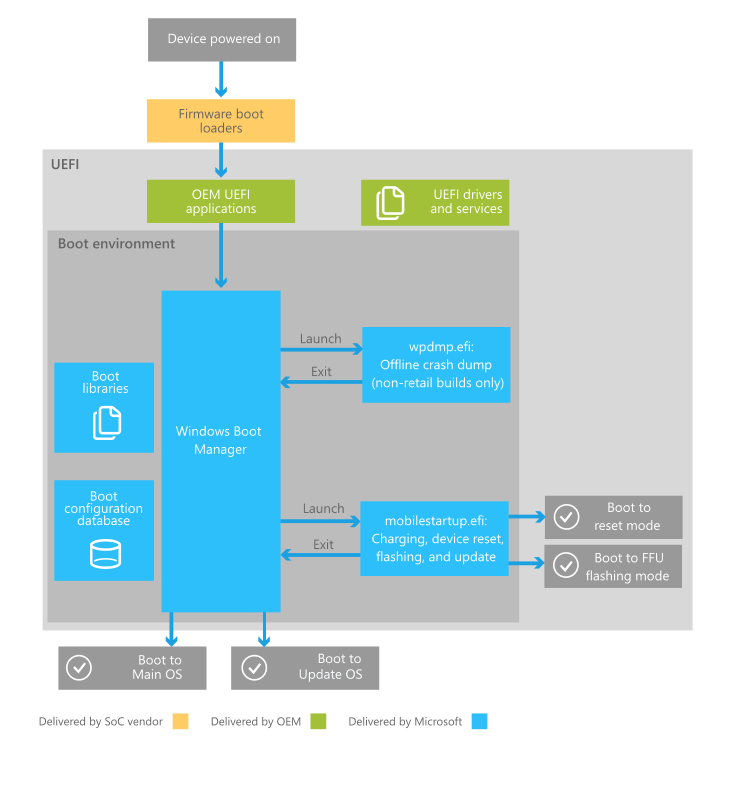 Device powered on
Firmware boot
loaders
UEFI
OEM UEFI
applications
UEFI drivers
and services
Boot environment
Launch
wpdmp.efi:
Offline crash dump
(non-retail builds only)
Exit
Boot
libraries
Windows Boot
Manager
Boot
configuration
database
Launch
mobilestartup.efi:
Charging, device reset,
flashing, and update
Exit
Boot to
reset mode
Boot to FFU
flashing mode
Boot to
Main OS
Boot to
Update OS
Delivered by SoC vendor
Delivered by OEM
Delivered by Microsoft